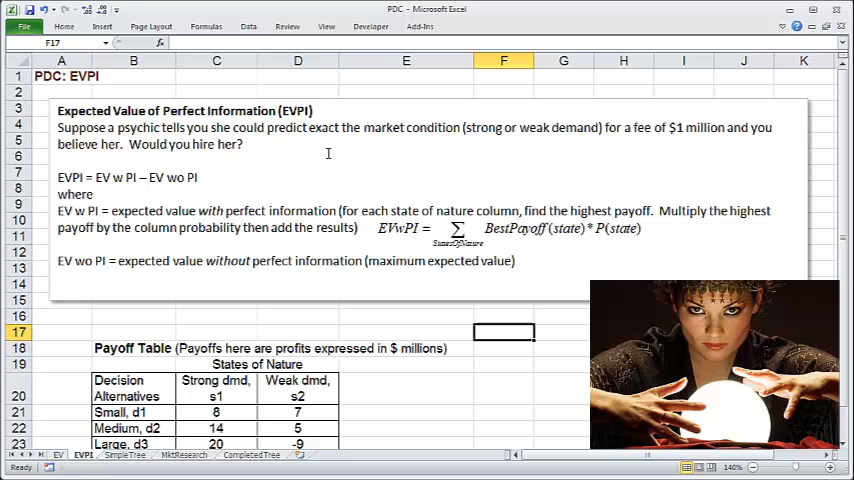 PDC - Microsoft Excel
File Home Insert Page Layout Formulas Data Review View Developer Add-Ins
F17 fx
A B C D E F G H I J K
1 PDC: EVPI
2
3 Expected Value of Perfect Information (EVPI)
4 Suppose a psychic tells you she could predict exact the market condition (strong or weak demand) for a fee of $1 million and you
5 believe her. Would you hire her?
6
7 EVPI = EV w PI – EV wo PI
8 where
9 EV w PI = expected value with perfect information (for each state of nature column, find the highest payoff. Multiply the highest
10 payoff by the column probability then add the results) EVwPI = ∑ BestPayoff(state)*P(state)
11 StatesOfNature
12 EV wo PI = expected value without perfect information (maximum expected value)
13
14
15
16
17
18 Payoff Table (Payoffs here are profits expressed in $ millions)
19 States of Nature
Decision Strong dmd, Weak dmd,
20 Alternatives s1 s2
21 Small, d1 8 7
22 Medium, d2 14 5
23 Large, d3 20 -9
EV EVPI SimpleTree MktResearch CompletedTree
Ready 140%